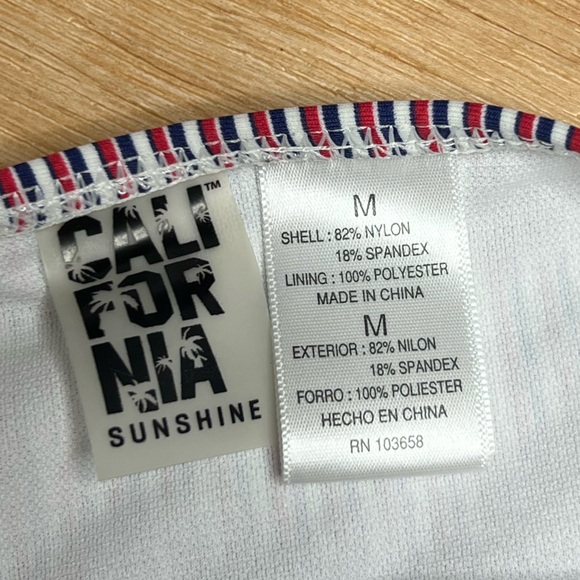 CALI™
FOR
NIA
SUNSHINE
M
SHELL : 82% NYLON
18% SPANDEX
LINING : 100% POLYESTER
MADE IN CHINA
M
EXTERIOR : 82% NILON
18% SPANDEX
FORRO : 100% POLIESTER
HECHO EN CHINA
RN 103658